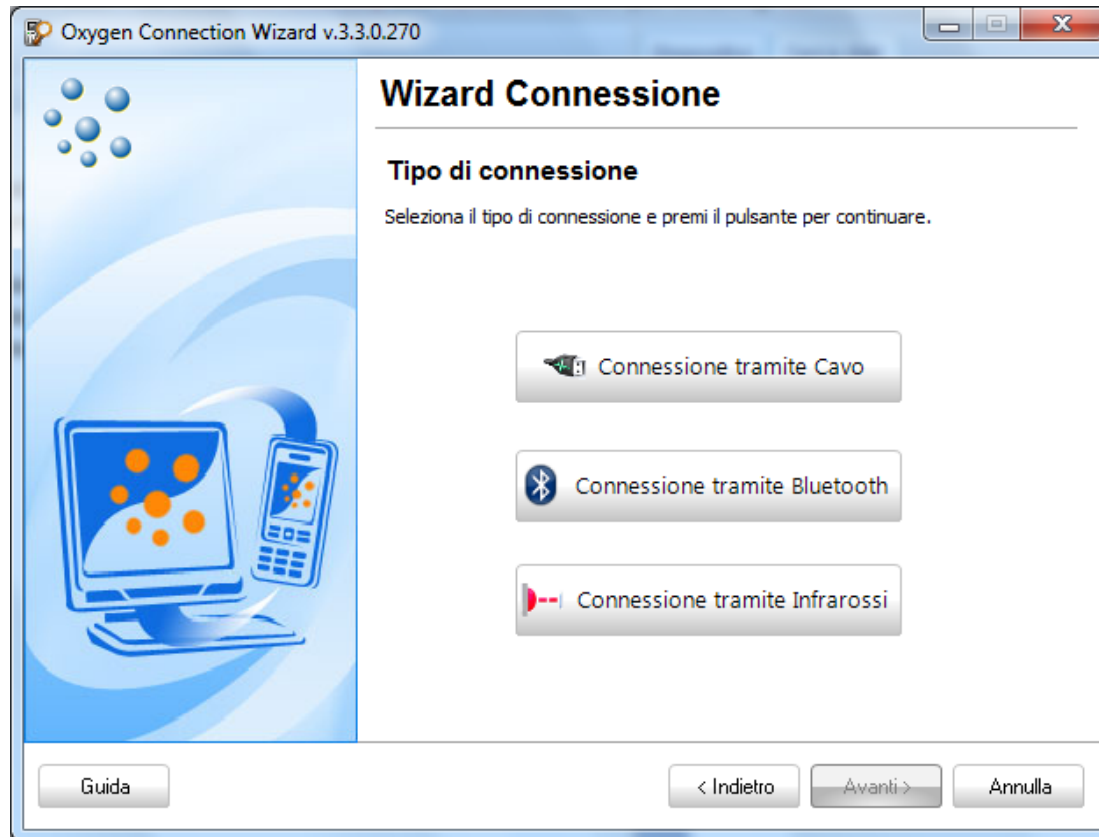 Oxygen Connection Wizard v.3.3.0.270
Wizard Connessione
Tipo di connessione
Seleziona il tipo di connessione e premi il pulsante per continuare.
Connessione tramite Cavo
Connessione tramite Bluetooth
Connessione tramite Infrarossi
Guida
< Indietro
Avanti >
Annulla